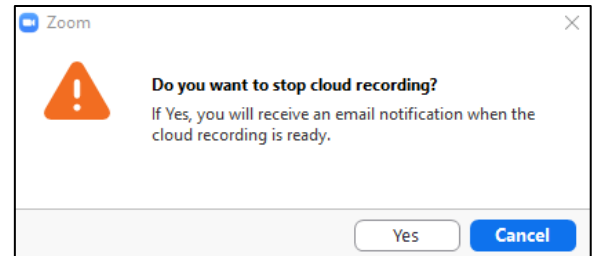 Zoom
Do you want to stop cloud recording?
If Yes, you will receive an email notification when the
cloud recording is ready.
Yes
Cancel